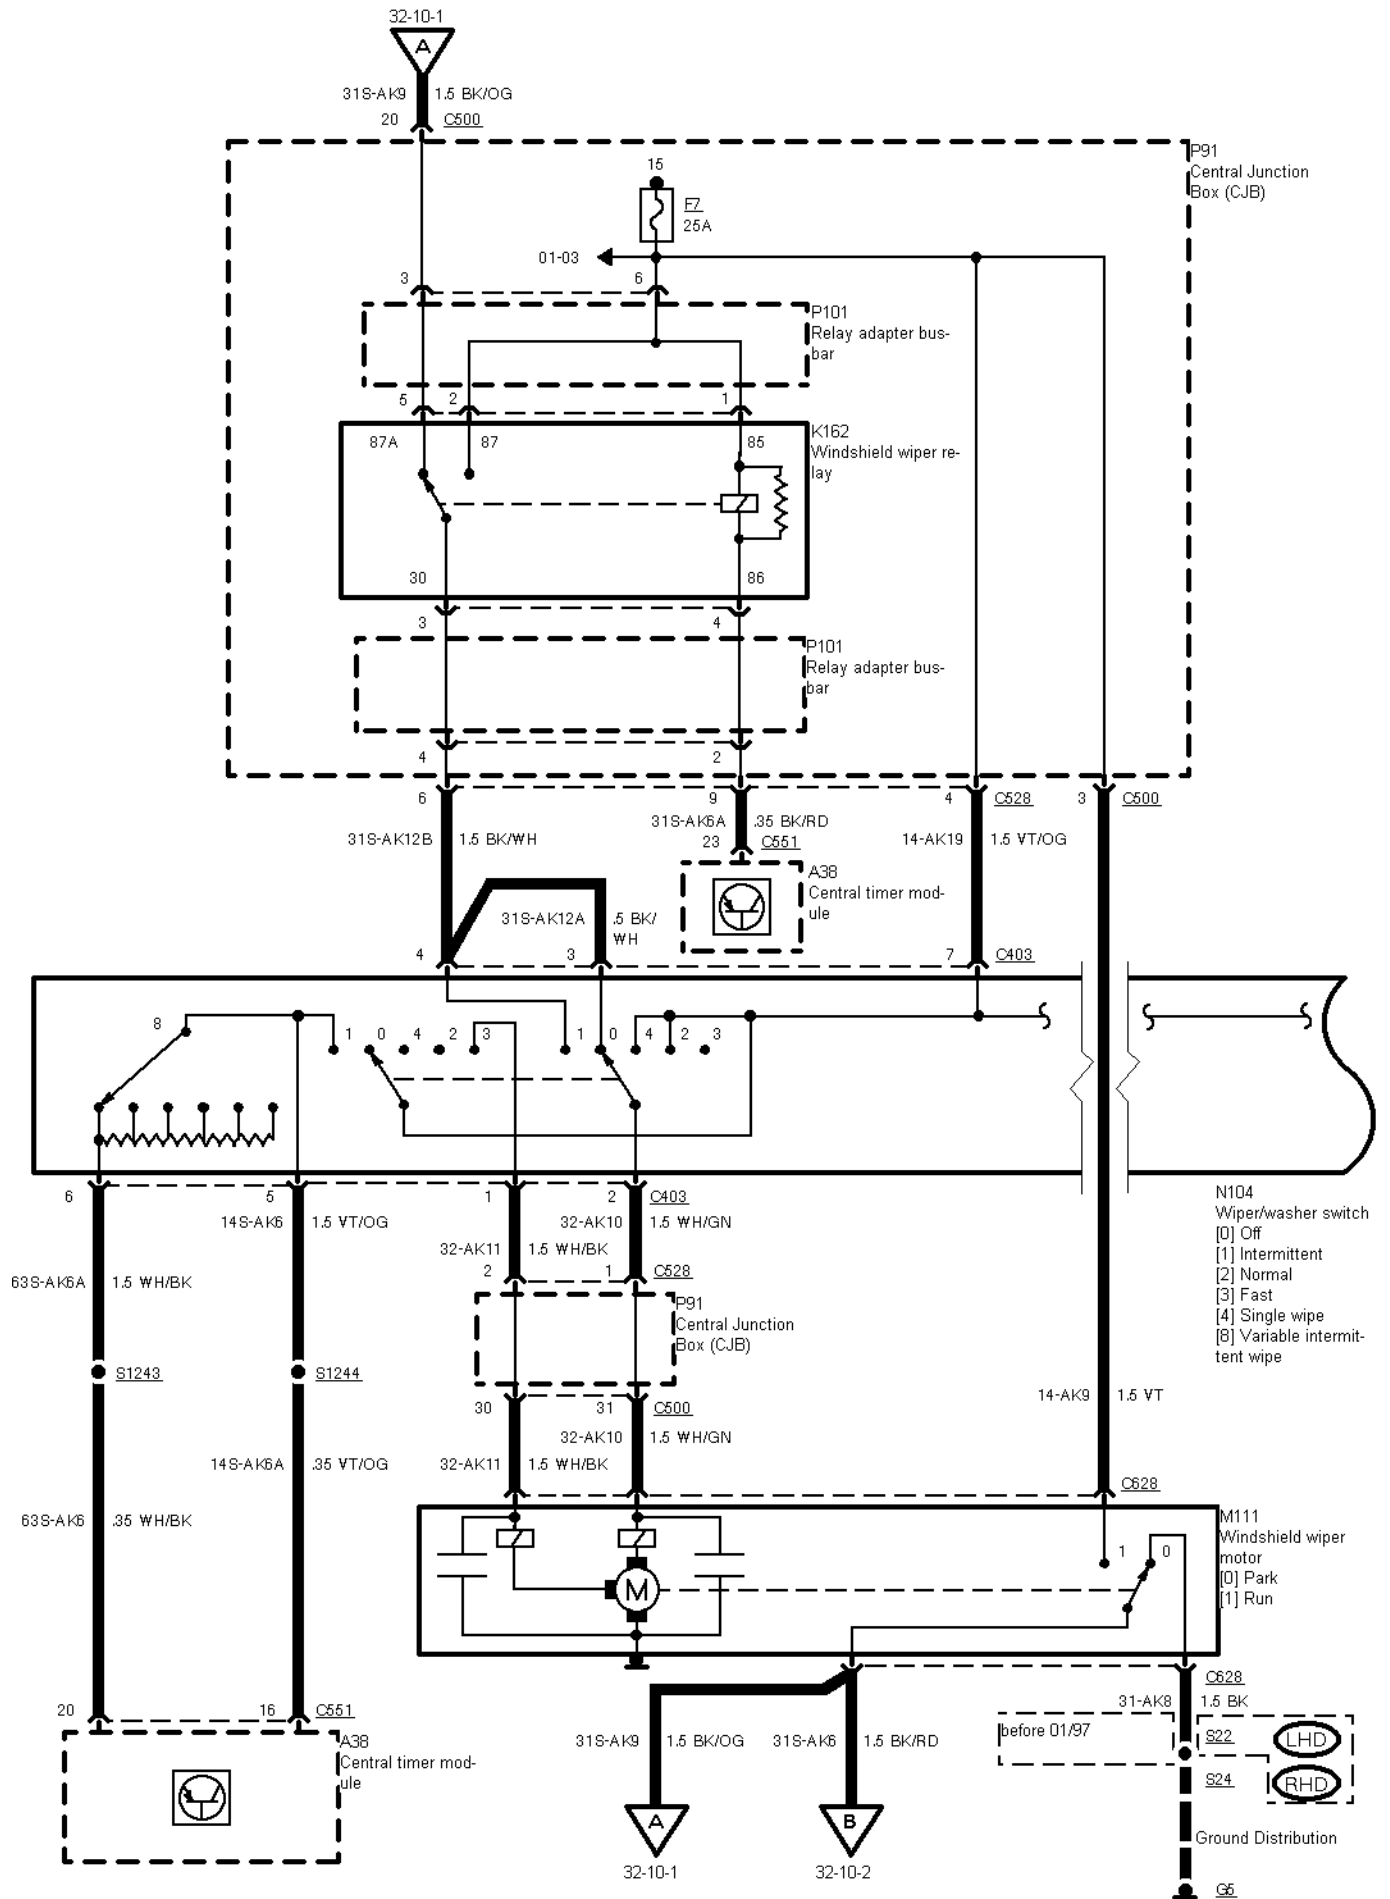 32-10-1
A
31S-AK9 1.5 BK/OG
20 C500
P91
Central Junction
Box (CJB)
15
F7
25A
01-03
3 6
P101
Relay adapter bus-
bar
5 2 1
K162
Windshield wiper re-
lay
87A 87 85
30 86
3 4
P101
Relay adapter bus-
bar
4 2
6 9 4 C528 3 C500
31S-AK12B 1.5 BK/WH
31S-AK6A .35 BK/RD
14-AK19 1.5 VT/OG
23 C551
A38
Central timer mod-
ule
31S-AK12A .5 BK/
WH
4 3 7 C403
8 1 0 4 2 3 1 0 4 2 3
6 5 1 2 C403
N104
Wiper/washer switch
[0] Off
[1] Intermittent
[2] Normal
[3] Fast
[4] Single wipe
[8] Variable intermit-
tent wipe
14S-AK6 1.5 VT/OG
32-AK10 1.5 WH/GN
32-AK11 1.5 WH/BK
63S-AK6A 1.5 WH/BK
2 1 C528
P91
Central Junction
Box (CJB)
S1243 S1244
14-AK9 1.5 VT
30 31 C500
32-AK10 1.5 WH/GN
14S-AK6A .35 VT/OG
32-AK11 1.5 WH/BK
C628
63S-AK6 .35 WH/BK
M111
Windshield wiper
motor
[0] Park
[1] Run
1 0
M
C628
31-AK8 1.5 BK
20 16 C551
A38
Central timer mod-
ule
31S-AK9 1.5 BK/OG
31S-AK6 1.5 BK/RD
before 01/97
S22 LHD
S24 RHD
A B
Ground Distribution
32-10-1 32-10-2
G5